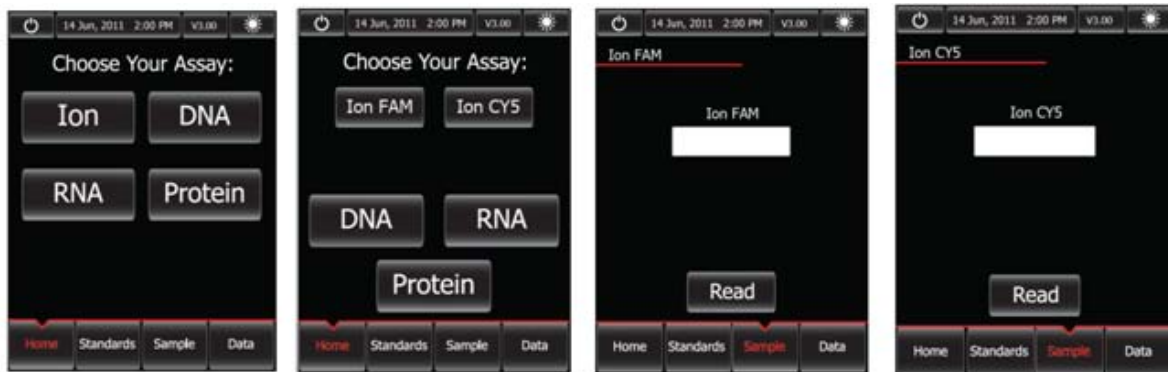 14 Jun, 2011 2:00 PM V3.00
Choose Your Assay:
Ion DNA
RNA Protein
Home Standards Sample Data
14 Jun, 2011 2:00 PM V3.00
Choose Your Assay:
Ion FAM Ion CY5
DNA RNA
Protein
Home Standards Sample Data
14 Jun, 2011 2:00 PM V3.00
Ion FAM
Ion FAM
Read
Home Standards Sample Data
14 Jun, 2011 2:00 PM V3.00
Ion CY5
Ion CY5
Read
Home Standards Sample Data